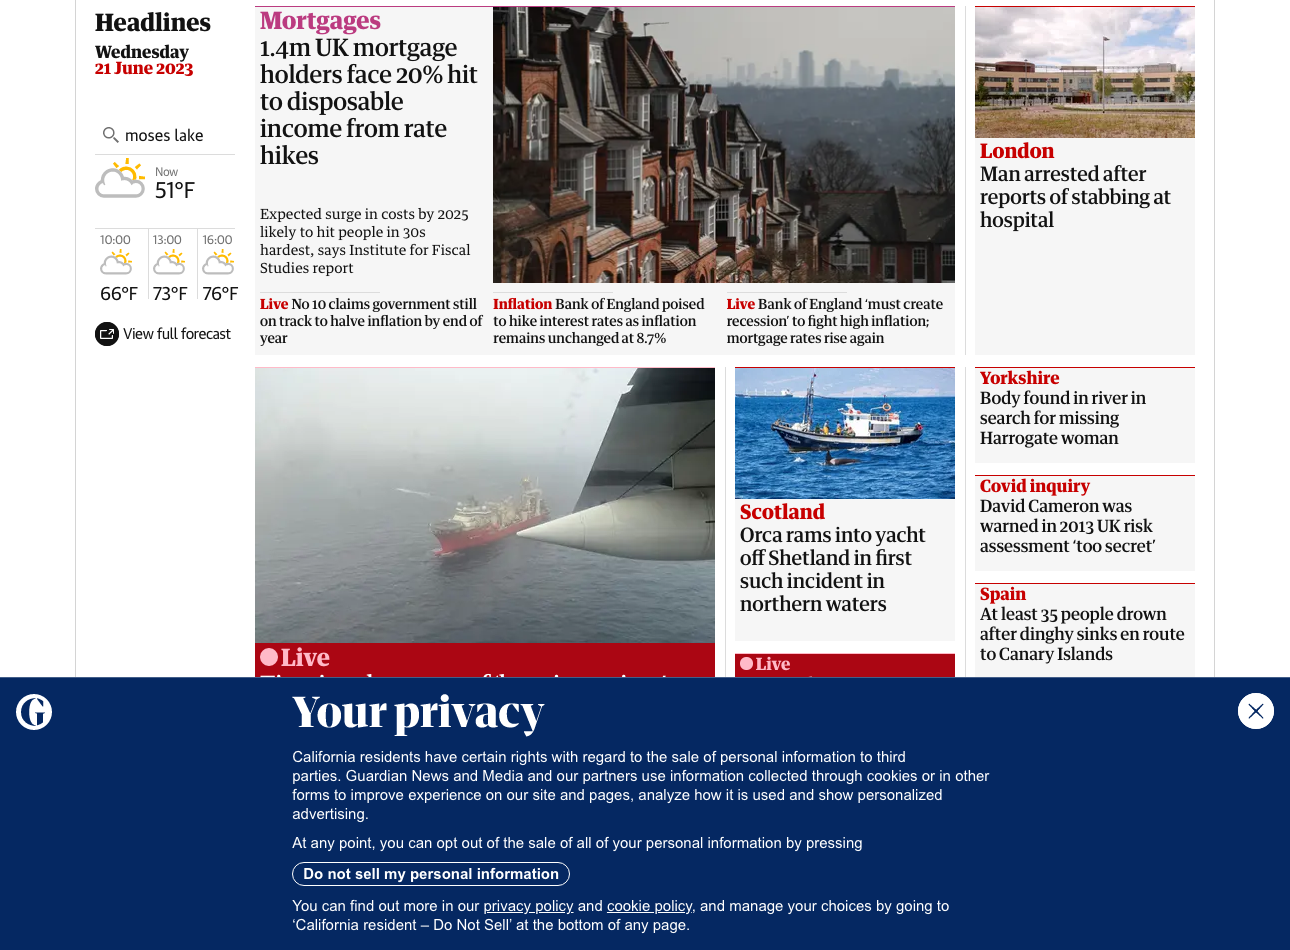 Headlines
Wednesday
21 June 2023
moses lake
Now
51°F
10:00
13:00
16:00
66°F
73°F
76°F
View full forecast
Mortgages
1.4m UK mortgage
holders face 20% hit
to disposable
income from rate
hikes
Expected surge in costs by 2025
likely to hit people in 30s
hardest, says Institute for Fiscal
Studies report
Live No 10 claims government still
on track to halve inflation by end of
year
Inflation Bank of England poised
to hike interest rates as inflation
remains unchanged at 8.7%
Live Bank of England ‘must create
recession’ to fight high inflation;
mortgage rates rise again
London
Man arrested after
reports of stabbing at
hospital
Live
Scotland
Orca rams into yacht
off Shetland in first
such incident in
northern waters
Live
Yorkshire
Body found in river in
search for missing
Harrogate woman
Covid inquiry
David Cameron was
warned in 2013 UK risk
assessment ‘too secret’
Spain
At least 35 people drown
after dinghy sinks en route
to Canary Islands
Your privacy
California residents have certain rights with regard to the sale of personal information to third
parties. Guardian News and Media and our partners use information collected through cookies or in other
forms to improve experience on our site and pages, analyze how it is used and show personalized
advertising.
At any point, you can opt out of the sale of all of your personal information by pressing
Do not sell my personal information
You can find out more in our privacy policy and cookie policy, and manage your choices by going to
‘California resident – Do Not Sell’ at the bottom of any page.